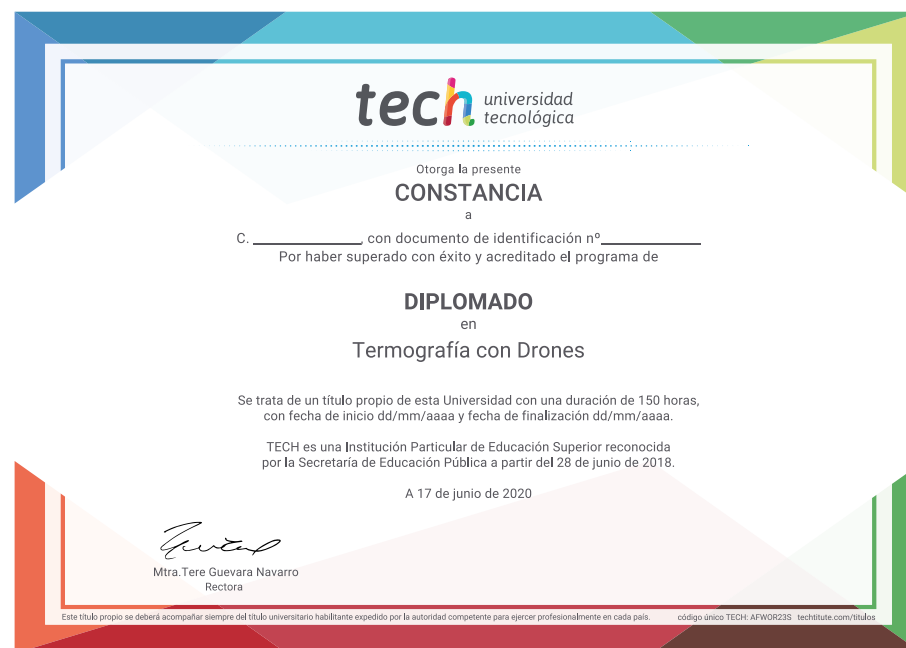 tech universidad
tecnológica
Otorga la presente
CONSTANCIA
a
C. ____________, con documento de identificación nº____________
Por haber superado con éxito y acreditado el programa de
DIPLOMADO
en
Termografía con Drones
Se trata de un título propio de esta Universidad con una duración de 150 horas,
con fecha de inicio dd/mm/aaaa y fecha de finalización dd/mm/aaaa.
TECH es una Institución Particular de Educación Superior reconocida
por la Secretaría de Educación Pública a partir del 28 de junio de 2018.
A 17 de junio de 2020
Mtra.Tere Guevara Navarro
Rectora
Este título propio se deberá acompañar siempre del título universitario habilitante expedido por la autoridad competente para ejercer profesionalmente en cada país. código único TECH: AFWOR23S techtitute.com/titulos